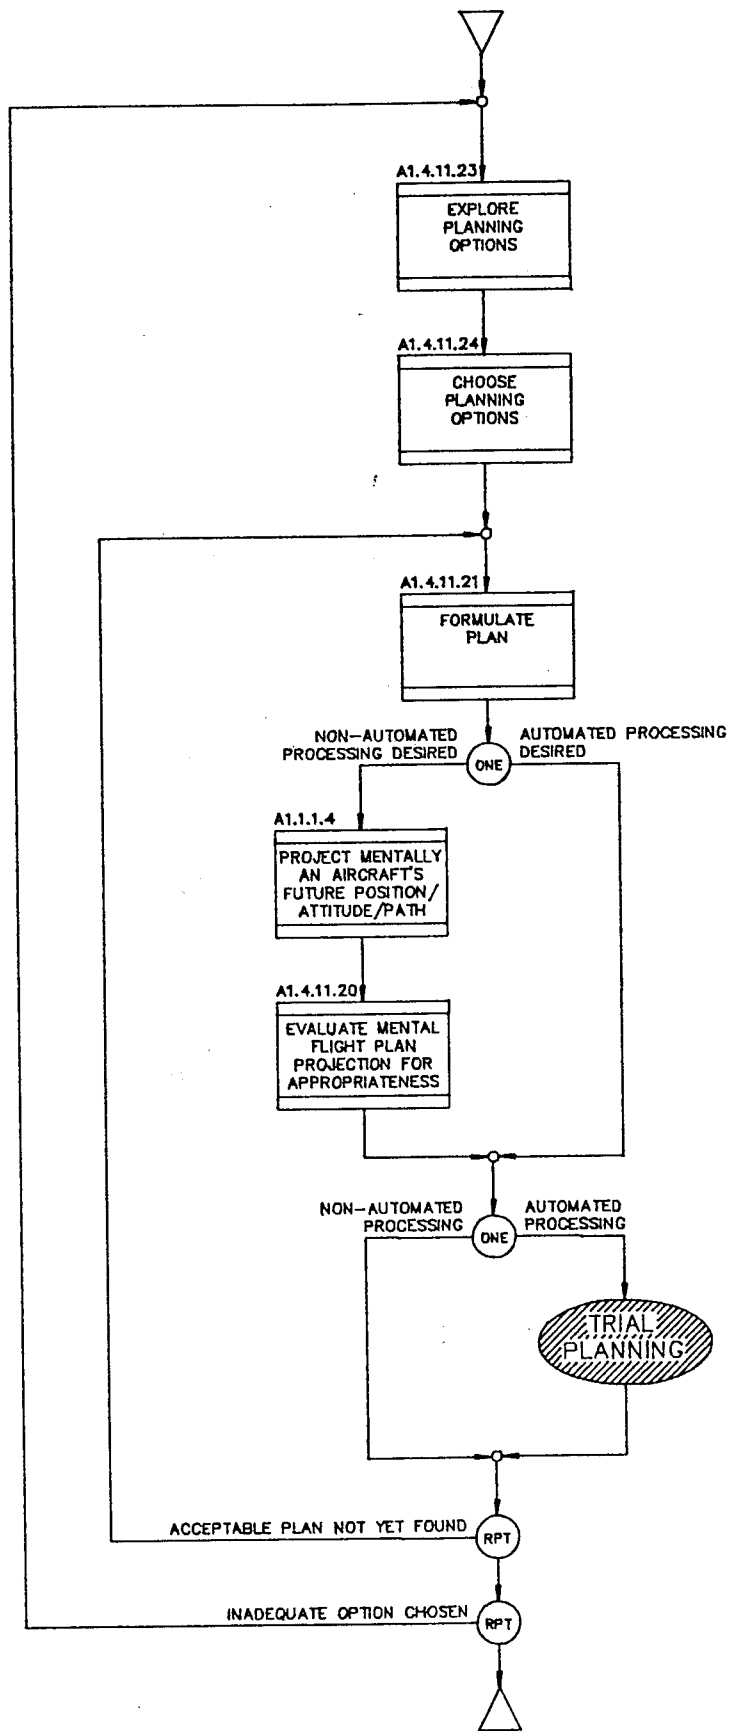 A1.4.11.23
EXPLORE
PLANNING
OPTIONS
A1.4.11.24
CHOOSE
PLANNING
OPTIONS
A1.4.11.21
FORMULATE
PLAN
NON-AUTOMATED
PROCESSING DESIRED
ONE
AUTOMATED PROCESSING
DESIRED
A1.1.1.4
PROJECT MENTALLY
AN AIRCRAFT'S
FUTURE POSITION/
ATTITUDE/PATH
A1.4.11.20
EVALUATE MENTAL
FLIGHT PLAN
PROJECTION FOR
APPROPRIATENESS
NON-AUTOMATED
PROCESSING
ONE
AUTOMATED
PROCESSING
TRIAL
PLANNING
ACCEPTABLE PLAN NOT YET FOUND
RPT
INADEQUATE OPTION CHOSEN
RPT